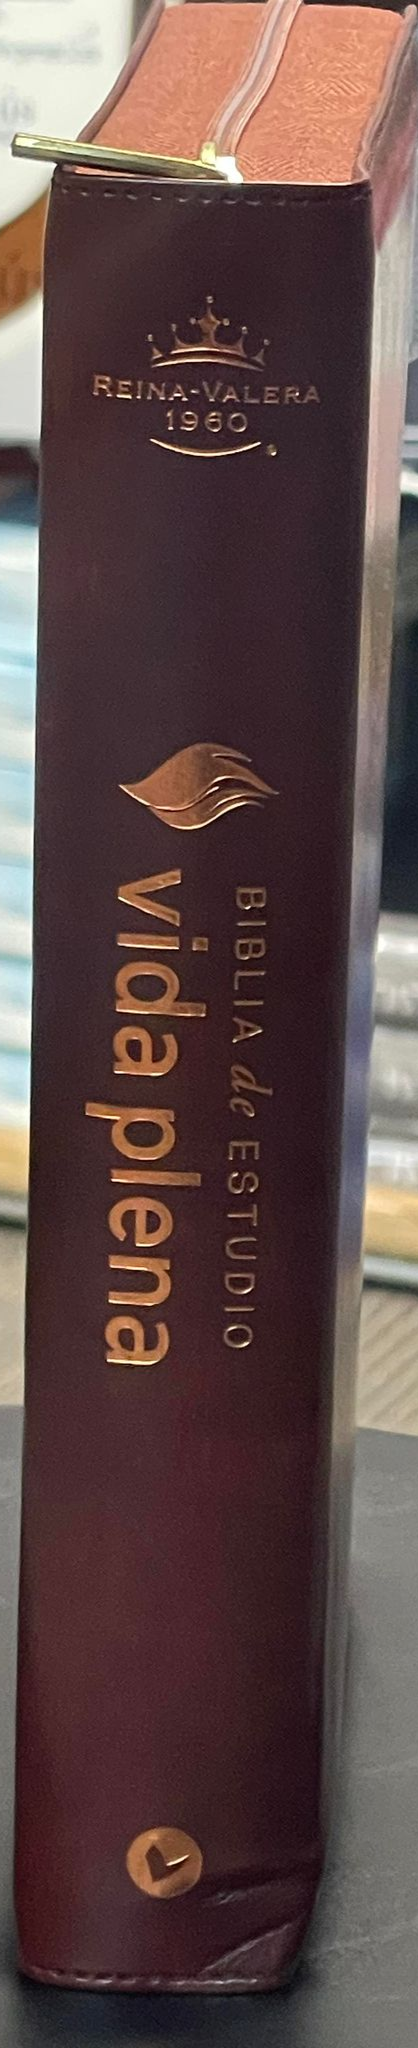 REINA-VALERA
1960
BIBLIA de ESTUDIO
vida plena